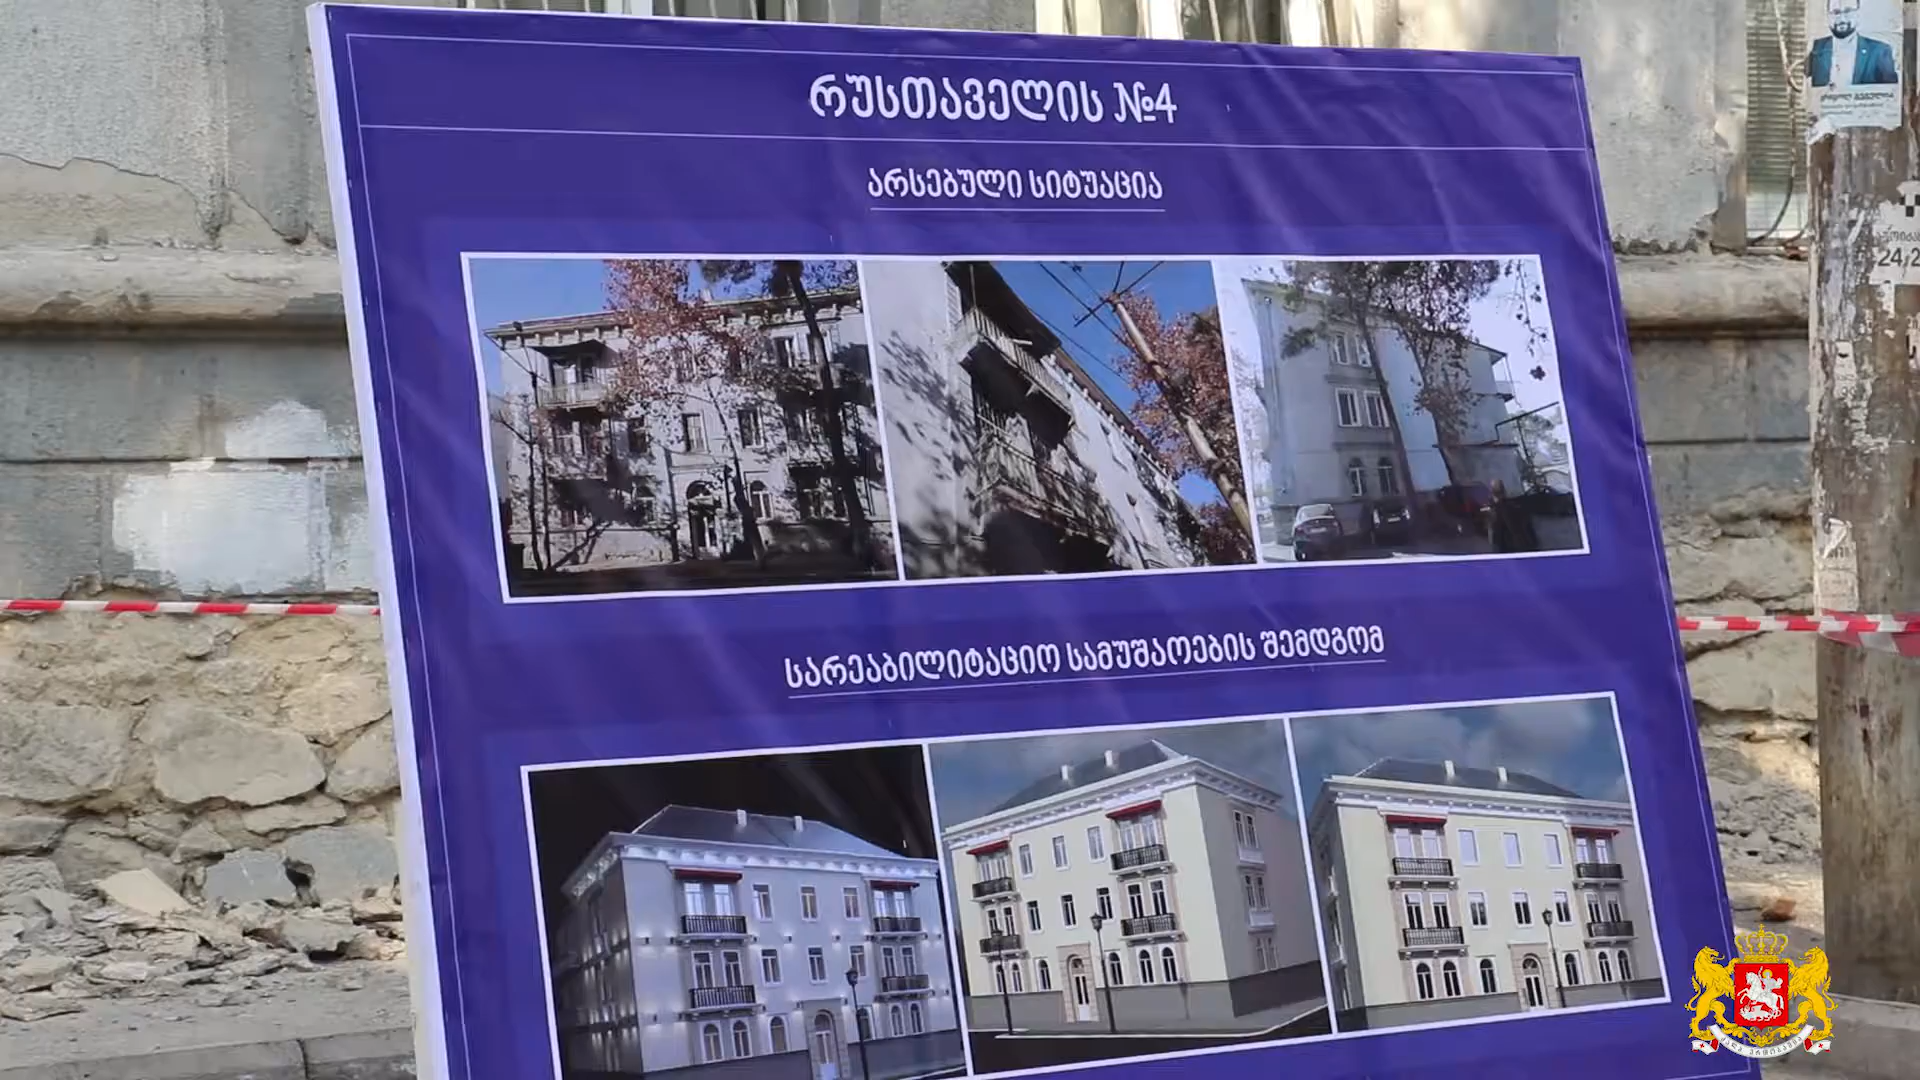 რუსთაველის №4
არსებული სიტუაცია
სარეაბილიტაციო სამუშაოების შემდგომ